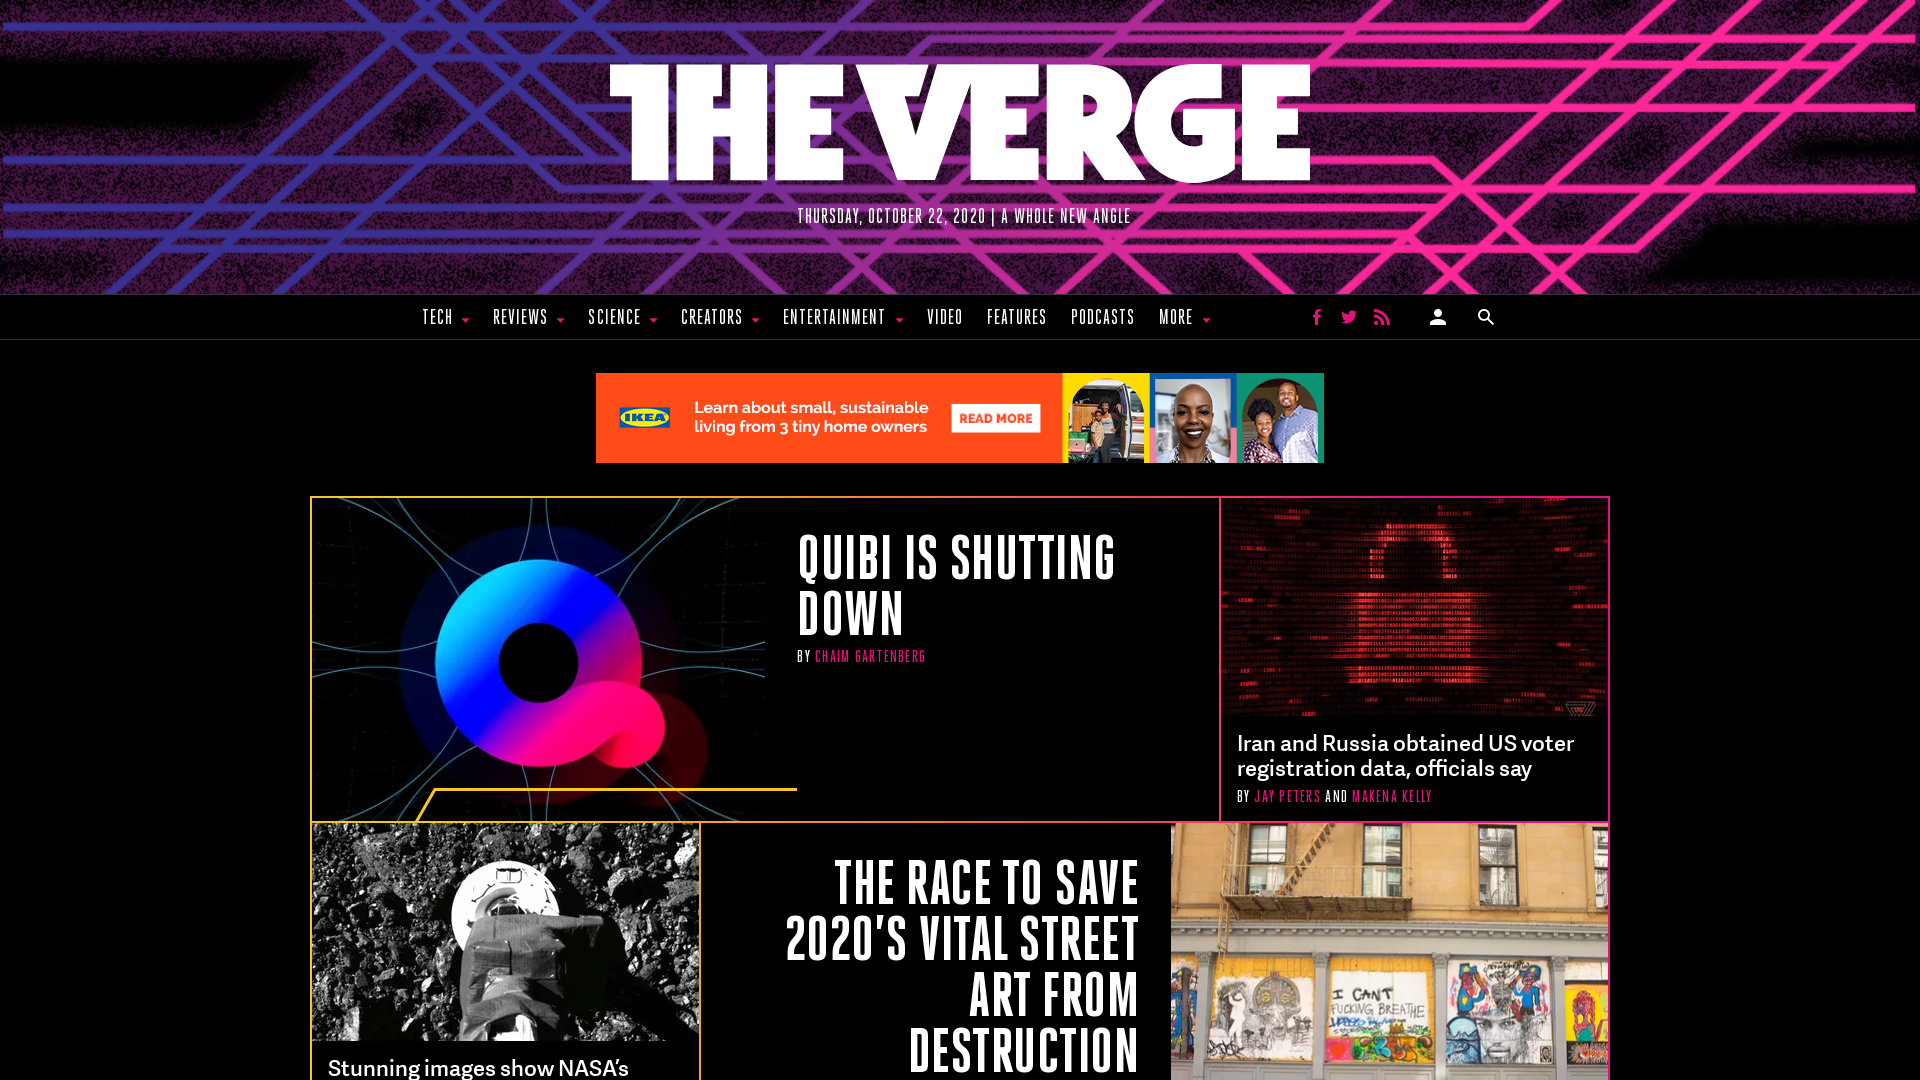 THE VERGE
THURSDAY, OCTOBER 22, 2020 | A WHOLE NEW ANGLE
TECH REVIEWS SCIENCE CREATORS ENTERTAINMENT VIDEO FEATURES PODCASTS MORE
IKEA
Learn about small, sustainable
living from 3 tiny home owners
READ MORE
QUIBI IS SHUTTING
DOWN
BY CHAIM GARTENBERG
Iran and Russia obtained US voter
registration data, officials say
BY JAY PETERS AND MAKENA KELLY
Stunning images show NASA’s
THE RACE TO SAVE
2020’S VITAL STREET
ART FROM
DESTRUCTION
I CANT
FUCKING BREATHE